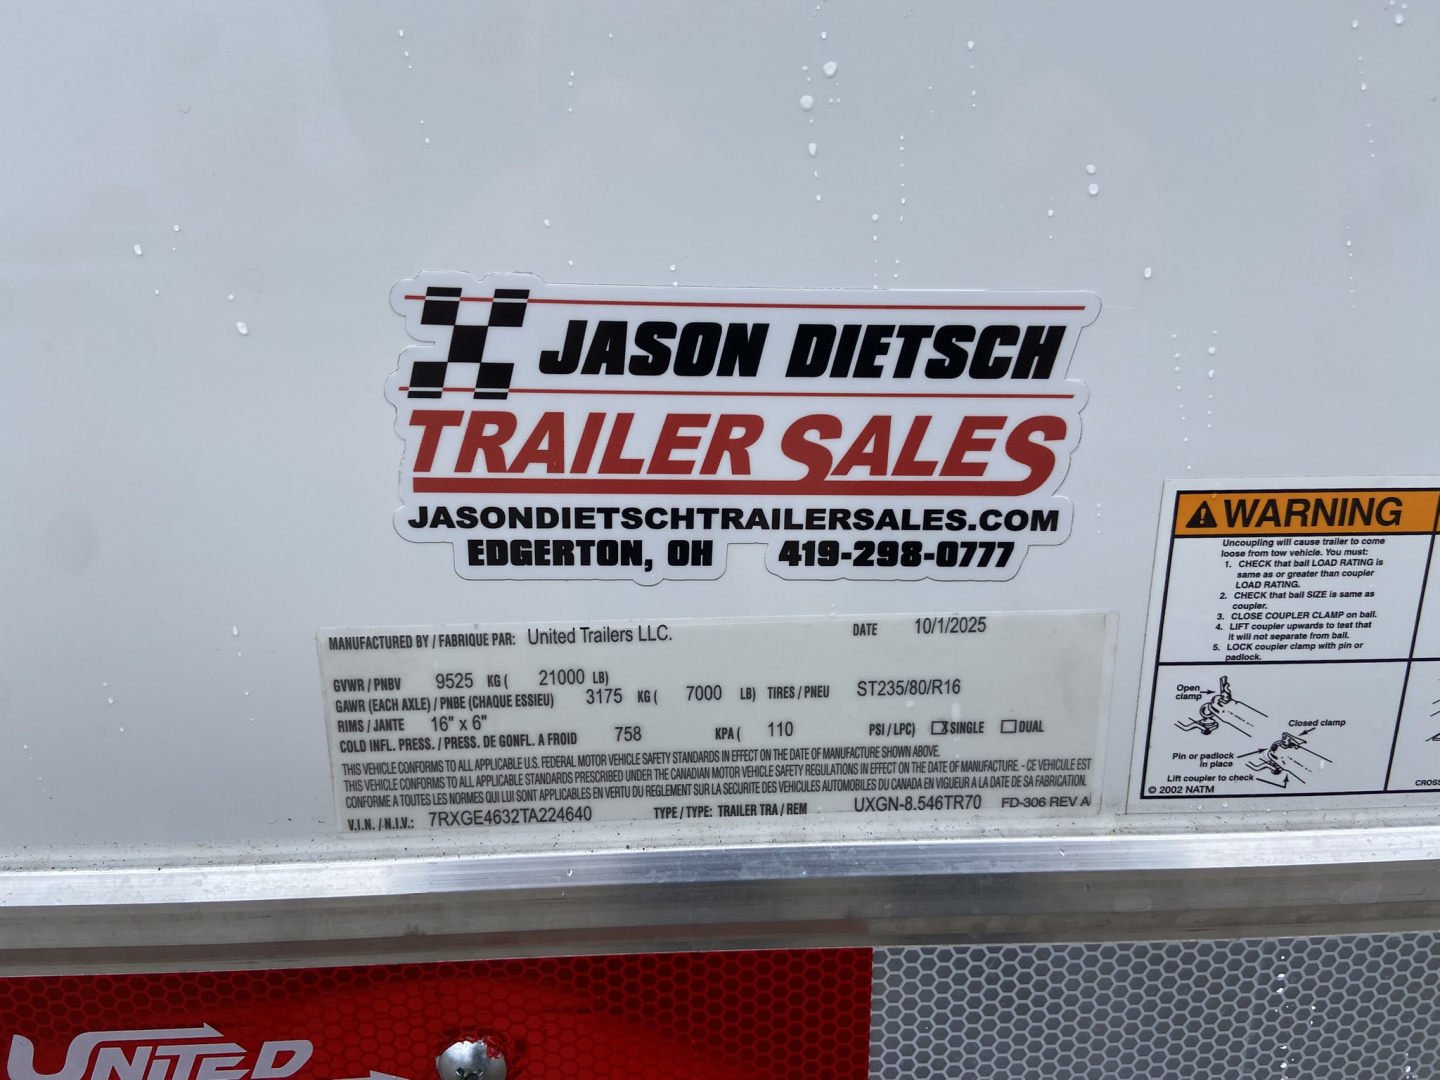 JASON DIETSCH
TRAILER SALES
JASONDIETSCHTRAILERSALES.COM
EDGERTON, OH 419-298-0777
MANUFACTURED BY / FABRIQUE PAR: United Trailers LLC. DATE 10/1/2025
GVWR / PNBV 9525 KG ( 21000 LB)
GAWR (EACH AXLE) / PNBE (CHAQUE ESSIEU) 3175 KG ( 7000 LB) TIRES / PNEU ST235/80/R16
RIMS / JANTE 16" x 6"
COLD INFL. PRESS. / PRESS. DE GONFL. A FROID 758 KPA ( 110 PSI / LPC) ☒ SINGLE ☐ DUAL
THIS VEHICLE CONFORMS TO ALL APPLICABLE U.S. FEDERAL MOTOR VEHICLE SAFETY STANDARDS IN EFFECT ON THE DATE OF MANUFACTURE SHOWN ABOVE.
THIS VEHICLE CONFORMS TO ALL APPLICABLE STANDARDS PRESCRIBED UNDER THE CANADIAN MOTOR VEHICLE SAFETY REGULATIONS IN EFFECT ON THE DATE OF MANUFACTURE. - CE VEHICULE EST
CONFORME A TOUTES LES NORMES QUI LUI SONT APPLICABLES EN VERTU DU REGLEMENT SUR LA SECURITE DES VEHICULES AUTOMOBILES DU CANADA EN VIGUEUR A LA DATE DE SA FABRICATION.
V.I.N. / N.I.V.: 7RXGE4632TA224640 TYPE / TYPE: TRAILER TRA / REM UXGN-8.546TR70 FD-306 REV A
WARNING
Uncoupling will cause trailer to come
loose from tow vehicle. You must:
1. CHECK that ball LOAD RATING is
same as or greater than coupler
LOAD RATING.
2. CHECK that ball SIZE is same as
coupler.
3. CLOSE COUPLER CLAMP on ball.
4. LIFT coupler upwards to test that
it will not separate from ball.
5. LOCK coupler clamp with pin or
padlock.
Open
clamp
Closed clamp
Pin or padlock
in place
Lift coupler to check
© 2002 NATM
UNITED